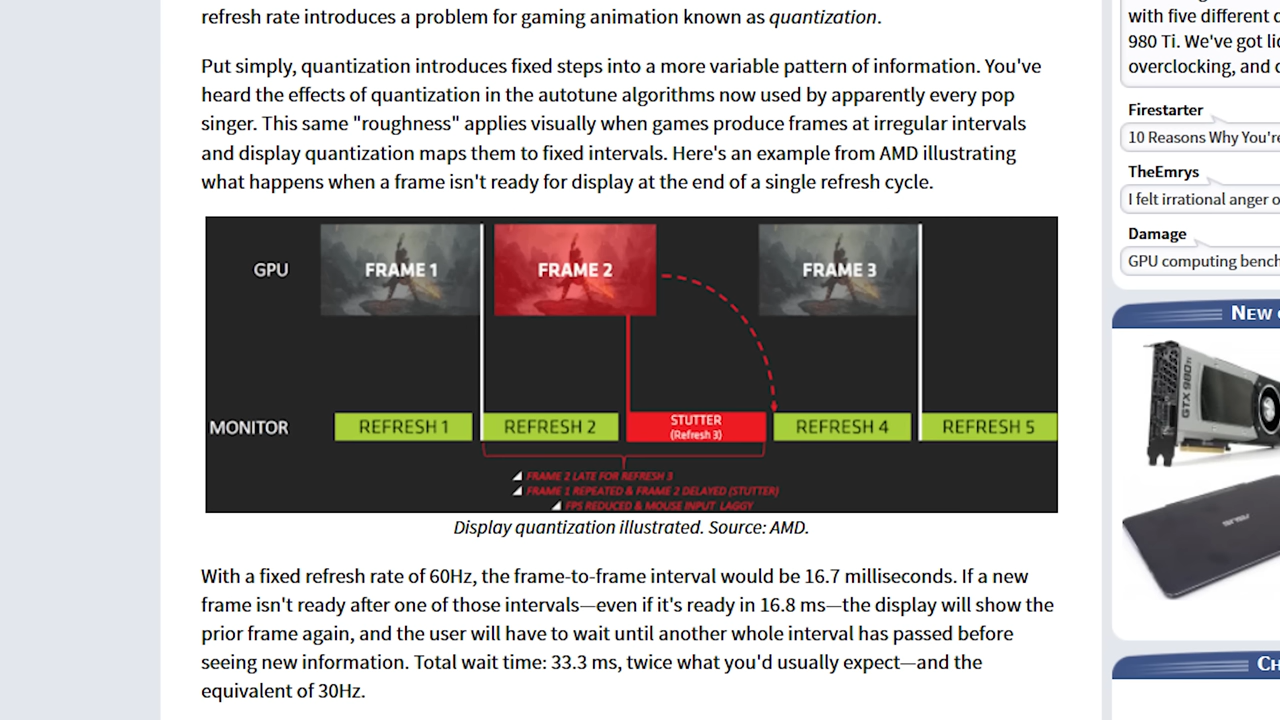 refresh rate introduces a problem for gaming animation known as quantization.
Put simply, quantization introduces fixed steps into a more variable pattern of information. You've
heard the effects of quantization in the autotune algorithms now used by apparently every pop
singer. This same "roughness" applies visually when games produce frames at irregular intervals
and display quantization maps them to fixed intervals. Here's an example from AMD illustrating
what happens when a frame isn't ready for display at the end of a single refresh cycle.
GPU
FRAME 1
FRAME 2
FRAME 3
MONITOR
REFRESH 1
REFRESH 2
STUTTER
(Refresh 3)
REFRESH 4
REFRESH 5
FRAME 2 LATE FOR REFRESH 3
FRAME 1 REPEATED & FRAME 2 DELAYED (STUTTER)
FPS REDUCED & MOUSE INPUT LAGGY
Display quantization illustrated. Source: AMD.
With a fixed refresh rate of 60Hz, the frame-to-frame interval would be 16.7 milliseconds. If a new
frame isn't ready after one of those intervals—even if it's ready in 16.8 ms—the display will show the
prior frame again, and the user will have to wait until another whole interval has passed before
seeing new information. Total wait time: 33.3 ms, twice what you'd usually expect—and the
equivalent of 30Hz.
with five different
980 Ti. We've got
overclocking, and
Firestarter
10 Reasons Why You're
TheEmrys
I felt irrational anger
Damage
GPU computing
NEW
GTX 980 Ti
ASUS